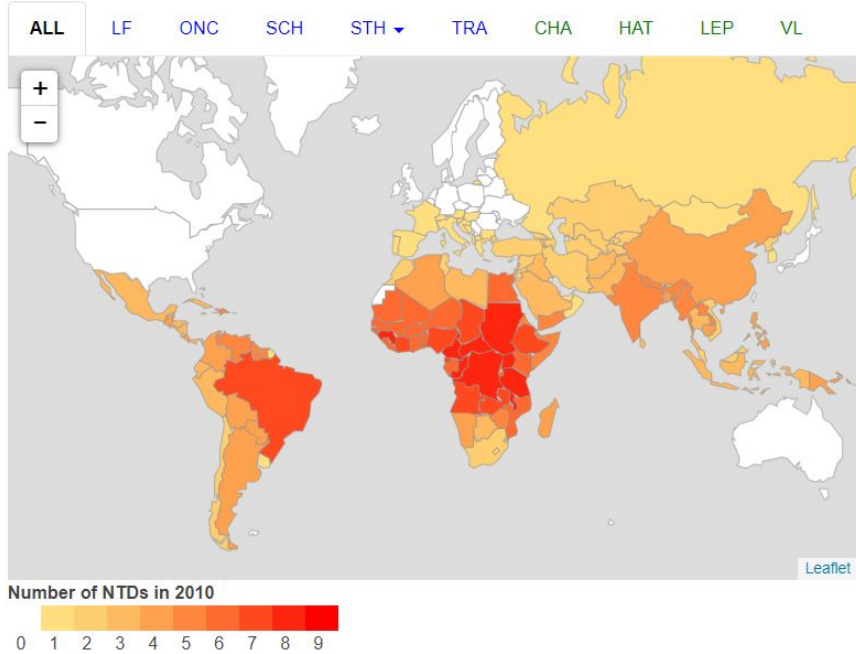 ALL LF ONC SCH STH TRA CHA HAT LEP VL
+
−
Leaflet
Number of NTDs in 2010
0 1 2 3 4 5 6 7 8 9